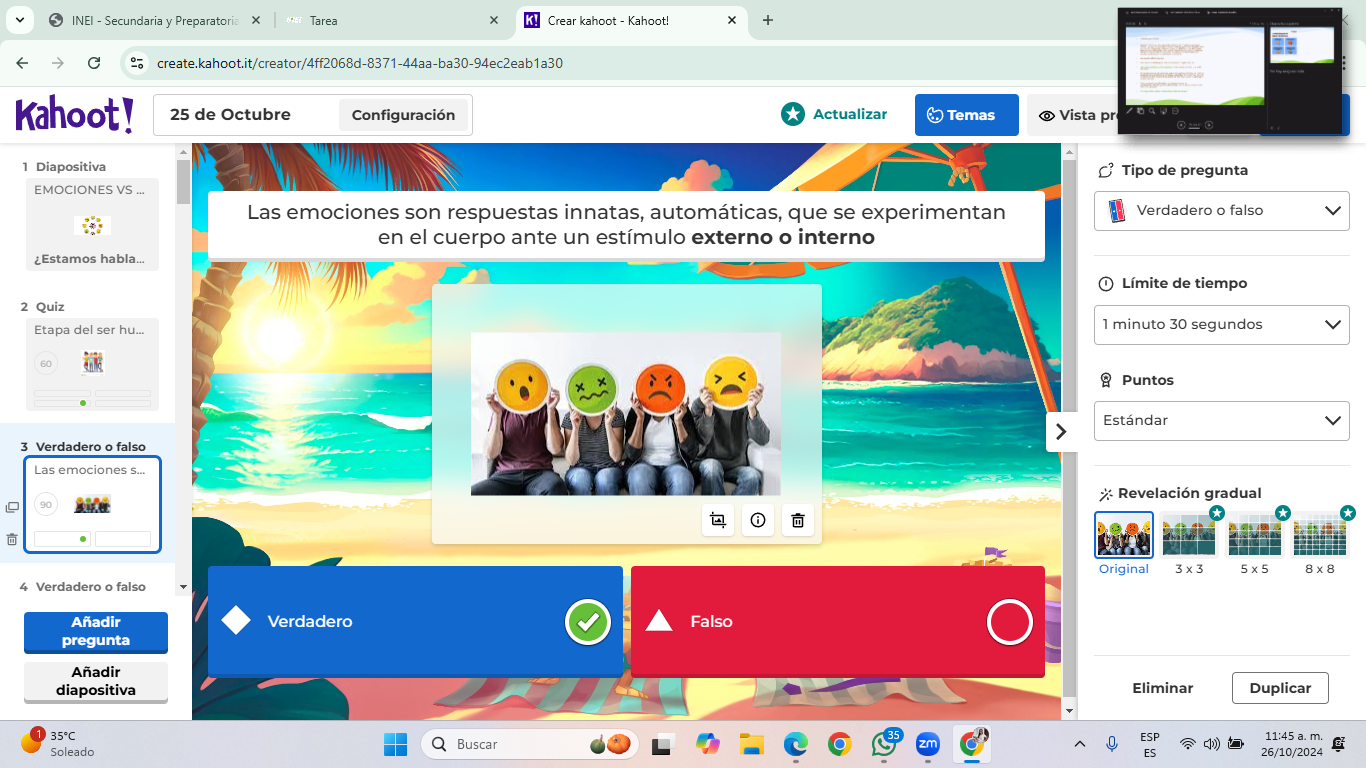 INEI - Secundaria y Preparatoria
Tarea
Crear kahoot - Kahoot!
create.kahoot.it/creator/4ff2068d-8371-44aa-ba30-94ec2eab1a30
Kahoot!
25 de Octubre
Configuración
Actualizar
Temas
Vista pre
1 Diapositiva
EMOCIONES VS ...
¿Estamos habla...
2 Quiz
Etapa del ser hu...
60
3 Verdadero o falso
Las emociones s...
90
4 Verdadero o falso
Añadir
pregunta
Añadir
diapositiva
Las emociones son respuestas innatas, automáticas, que se experimentan
en el cuerpo ante un estímulo externo o interno
Verdadero
Falso
Tipo de pregunta
Verdadero o falso
Límite de tiempo
1 minuto 30 segundos
Puntos
Estándar
Revelación gradual
Original
3 x 3
5 x 5
8 x 8
Eliminar
Duplicar
1
35°C
Soleado
Buscar
35
zm
ESP
ES
11:45 a. m.
26/10/2024